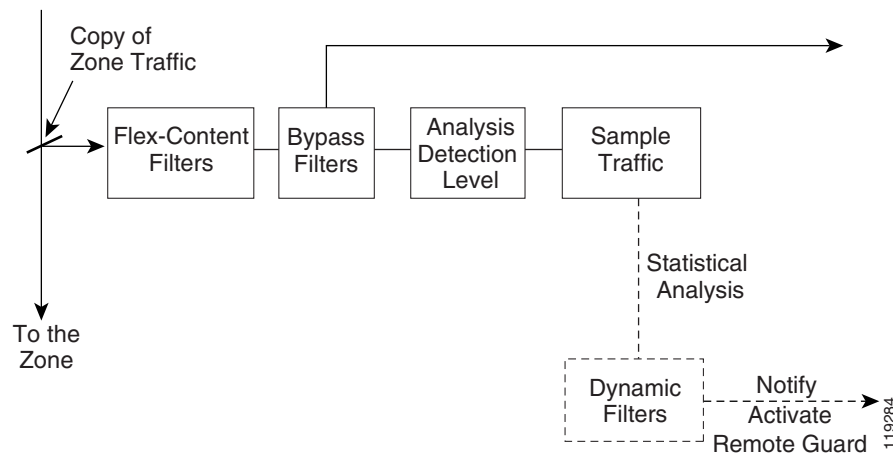 Copy of
Zone Traffic
Flex-Content
Filters
Bypass
Filters
Analysis
Detection
Level
Sample
Traffic
Statistical
Analysis
To the
Zone
Dynamic
Filters
Notify
Activate
Remote Guard
119284